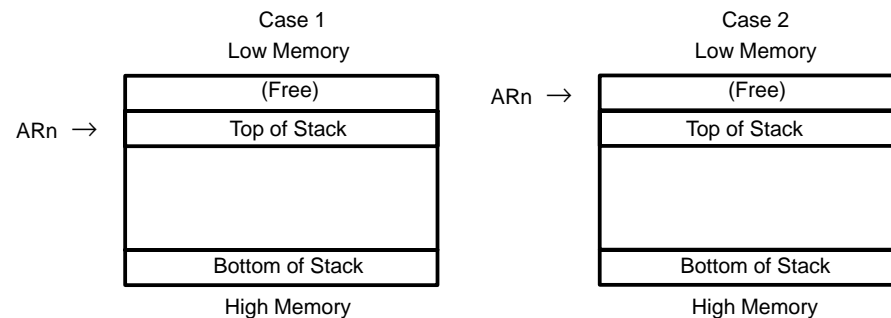 Case 1
Low Memory
(Free)
ARn →
Top of Stack
Bottom of Stack
High Memory
Case 2
Low Memory
ARn →
(Free)
Top of Stack
Bottom of Stack
High Memory